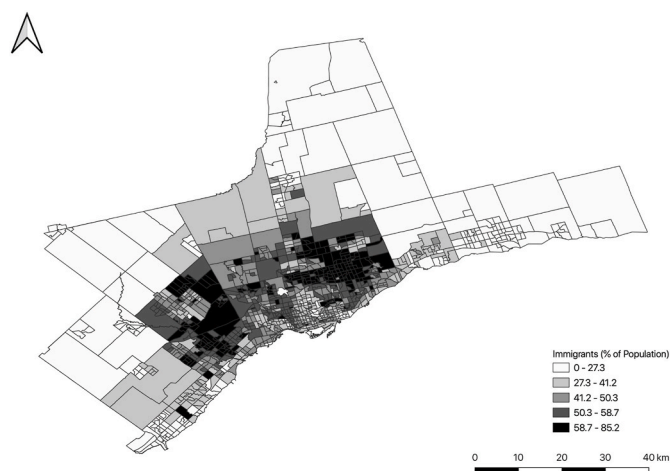 Immigrants (% of Population)
0 - 27.3
27.3 - 41.2
41.2 - 50.3
50.3 - 58.7
58.7 - 85.2
0 10 20 30 40 km